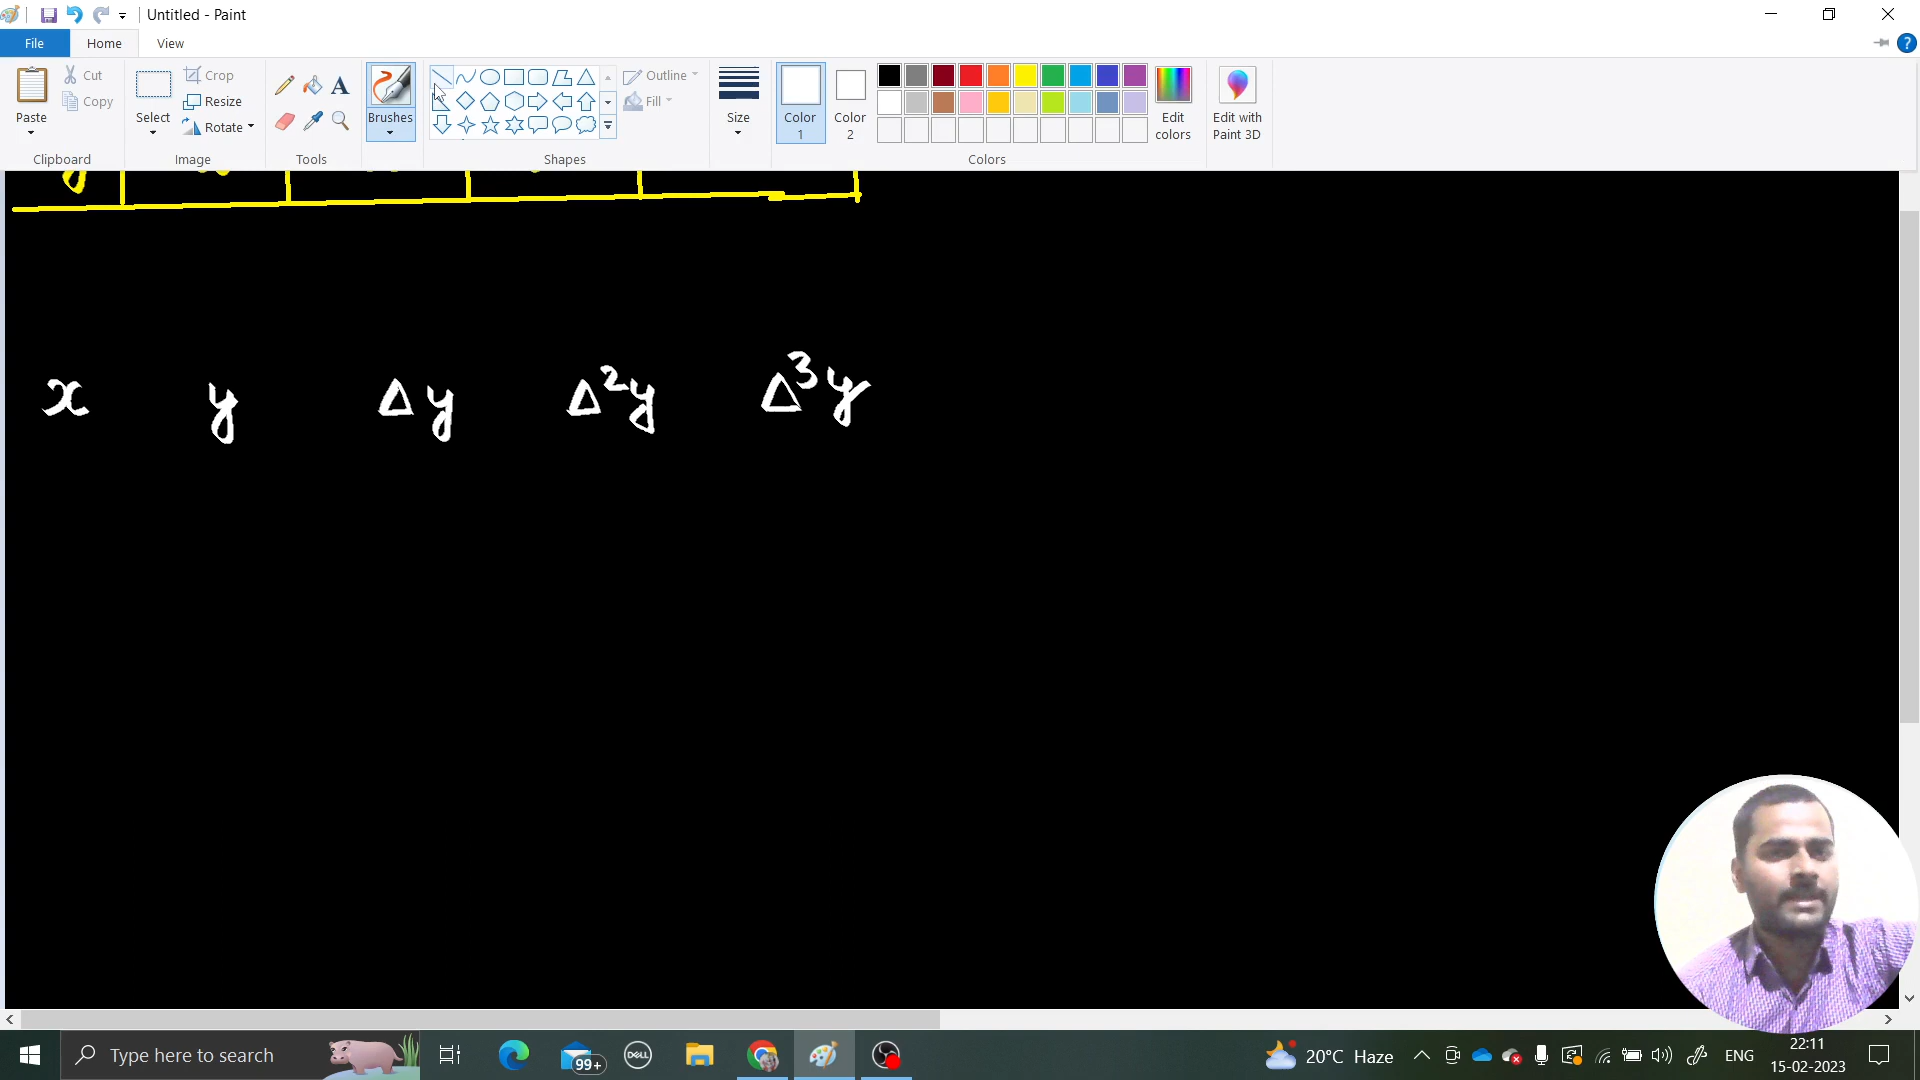 Untitled - Paint
File Home View
Paste Cut Copy Select Crop Resize Rotate A Brushes Outline Fill Size Color 1 Color 2 Edit colors Edit with Paint 3D
Clipboard Image Tools Shapes Colors
y
x y Δy Δ²y Δ³y
Type here to search 99+ DELL 20°C Haze ENG 22:11
15-02-2023